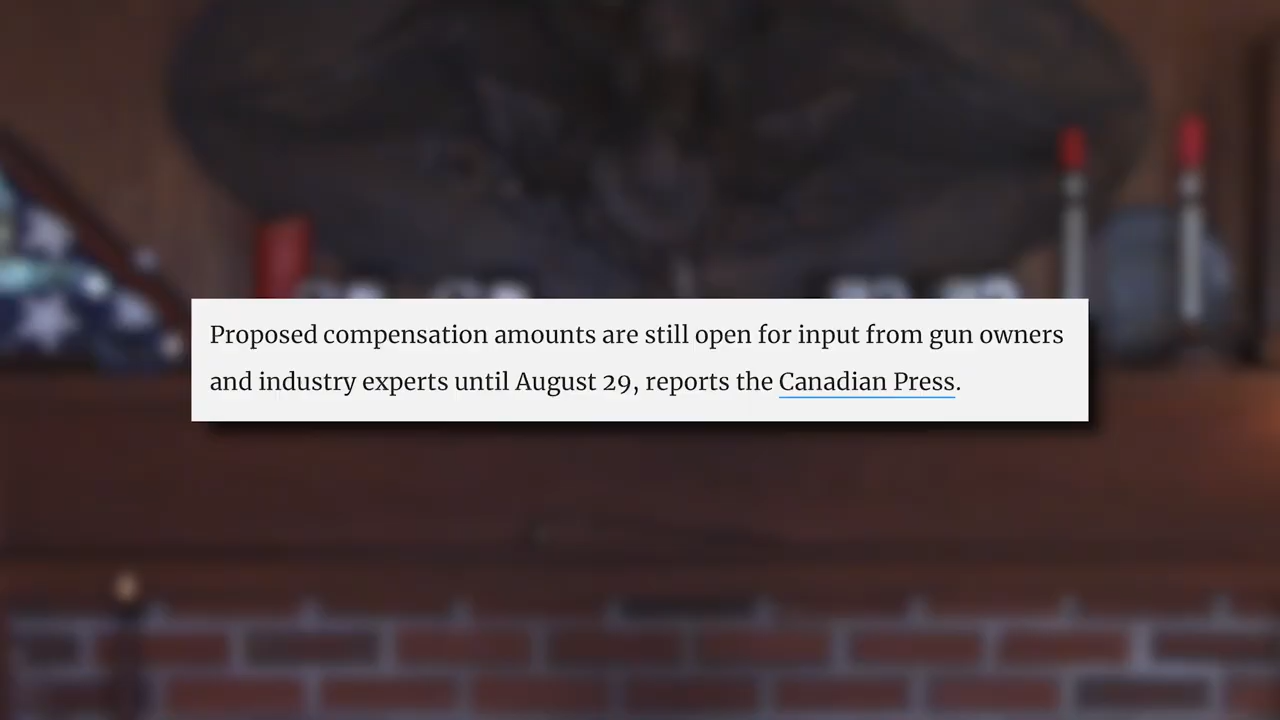 Proposed compensation amounts are still open for input from gun owners
and industry experts until August 29, reports the Canadian Press.